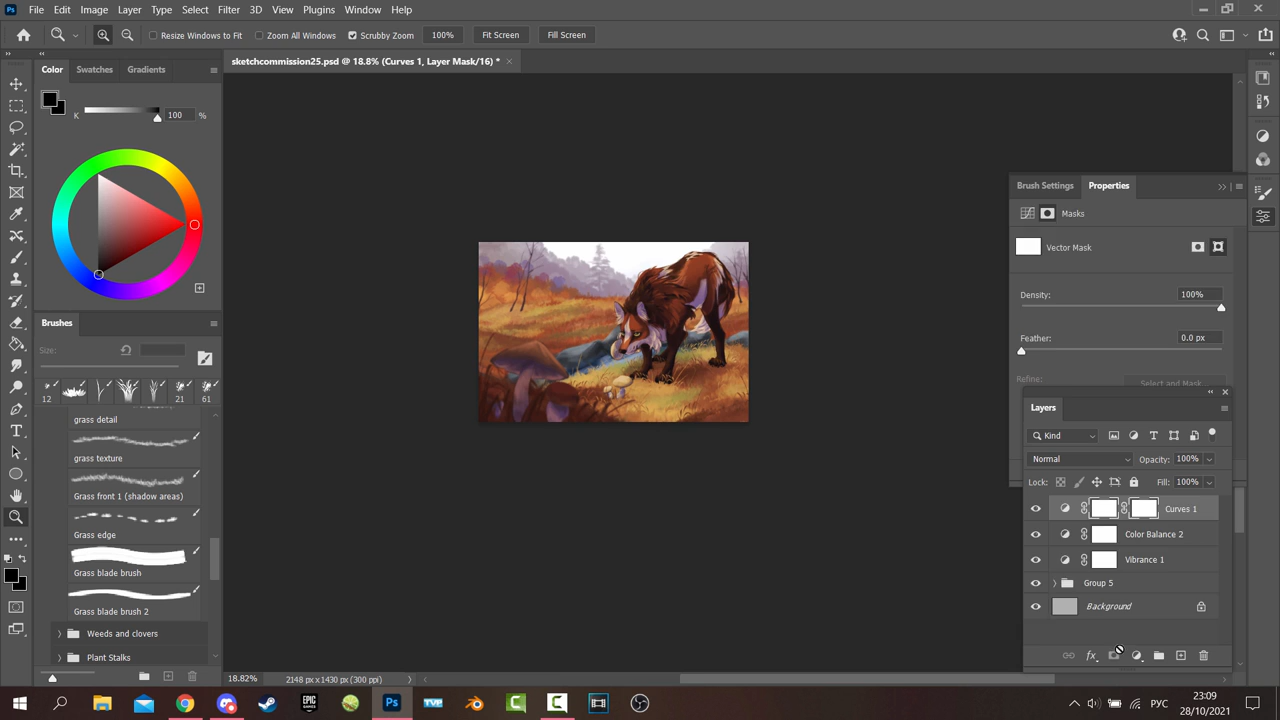 Ps File Edit Image Layer Type Select Filter 3D View Plugins Window Help
Resize Windows to Fit Zoom All Windows Scrubby Zoom 100% Fit Screen Fill Screen
sketchcommission25.psd @ 18.8% (Curves 1, Layer Mask/16) *
Color Swatches Gradients
K 100 %
Brush Settings Properties
Masks
Vector Mask
Density: 100%
Feather: 0.0 px
Refine: Select and Mask...
Brushes
Size:
12 21 61
grass detail
grass texture
Grass front 1 (shadow areas)
Grass edge
Grass blade brush
Grass blade brush 2
Weeds and clovers
Plant Stalks
Layers
Kind
Normal Opacity: 100%
Lock: Fill: 100%
Curves 1
Color Balance 2
Vibrance 1
Group 5
Background
fx
18.82% 2148 px x 1430 px (300 ppi)
EPIC GAMES
Ps
TVP
РУС
23:09
28/10/2021